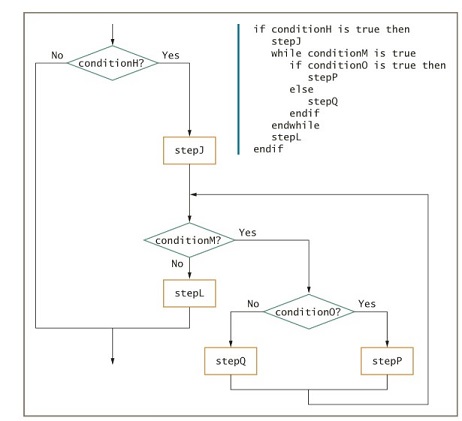 No
Yes
conditionH?
if conditionH is true then
stepJ
while conditionM is true
if conditionO is true then
stepP
else
stepQ
endif
endwhile
stepL
endif
stepJ
conditionM?
Yes
No
stepL
No
Yes
conditionO?
stepQ
stepP